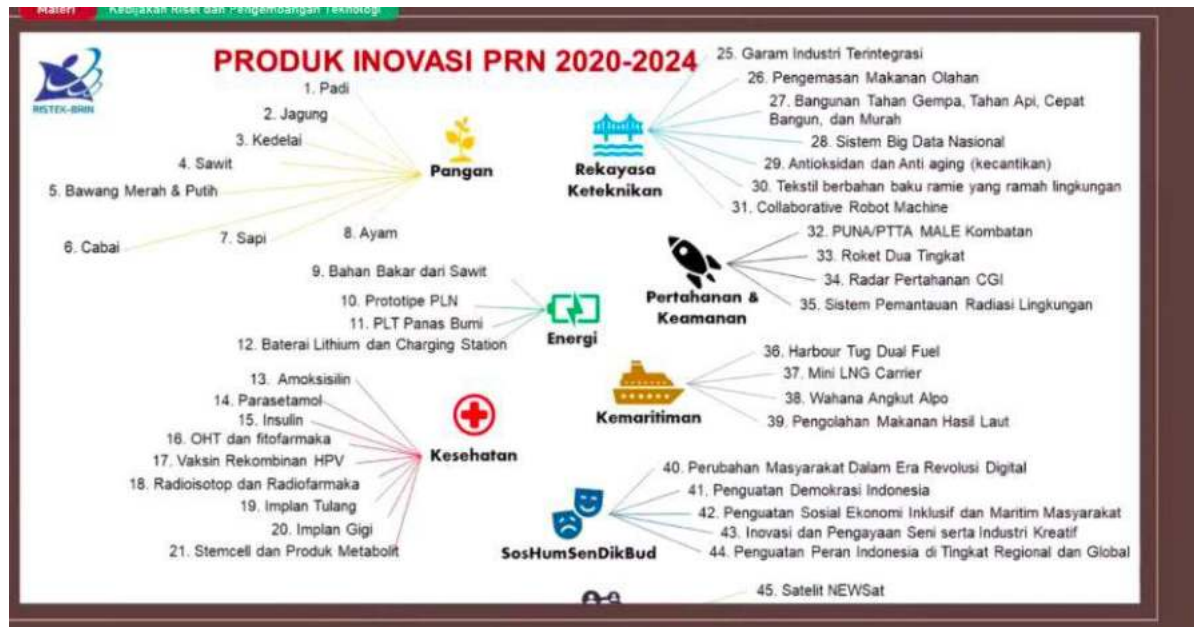 Materi
Kebijakan Riset dan Pengembangan Teknologi
RISTEK-BRIN
PRODUK INOVASI PRN 2020-2024
1. Padi
2. Jagung
3. Kedelai
4. Sawit
5. Bawang Merah & Putih
6. Cabai
7. Sapi
8. Ayam
Pangan
9. Bahan Bakar dari Sawit
10. Prototipe PLN
11. PLT Panas Bumi
12. Baterai Lithium dan Charging Station
Energi
13. Amoksisilin
14. Parasetamol
15. Insulin
16. OHT dan fitofarmaka
17. Vaksin Rekombinan HPV
18. Radioisotop dan Radiofarmaka
19. Implan Tulang
20. Implan Gigi
21. Stemcell dan Produk Metabolit
Kesehatan
25. Garam Industri Terintegrasi
26. Pengemasan Makanan Olahan
27. Bangunan Tahan Gempa, Tahan Api, Cepat
Bangun, dan Murah
28. Sistem Big Data Nasional
29. Antioksidan dan Anti aging (kecantikan)
30. Tekstil berbahan baku ramie yang ramah lingkungan
31. Collaborative Robot Machine
Rekayasa
Keteknikan
32. PUNA/PTTA MALE Kombatan
33. Roket Dua Tingkat
34. Radar Pertahanan CGI
35. Sistem Pemantauan Radiasi Lingkungan
Pertahanan &
Keamanan
36. Harbour Tug Dual Fuel
37. Mini LNG Carrier
38. Wahana Angkut Alpo
39. Pengolahan Makanan Hasil Laut
Kemaritiman
40. Perubahan Masyarakat Dalam Era Revolusi Digital
41. Penguatan Demokrasi Indonesia
42. Penguatan Sosial Ekonomi Inklusif dan Maritim Masyarakat
43. Inovasi dan Pengayaan Seni serta Industri Kreatif
44. Penguatan Peran Indonesia di Tingkat Regional dan Global
SosHumSenDikBud
45. Satelit NEWSat